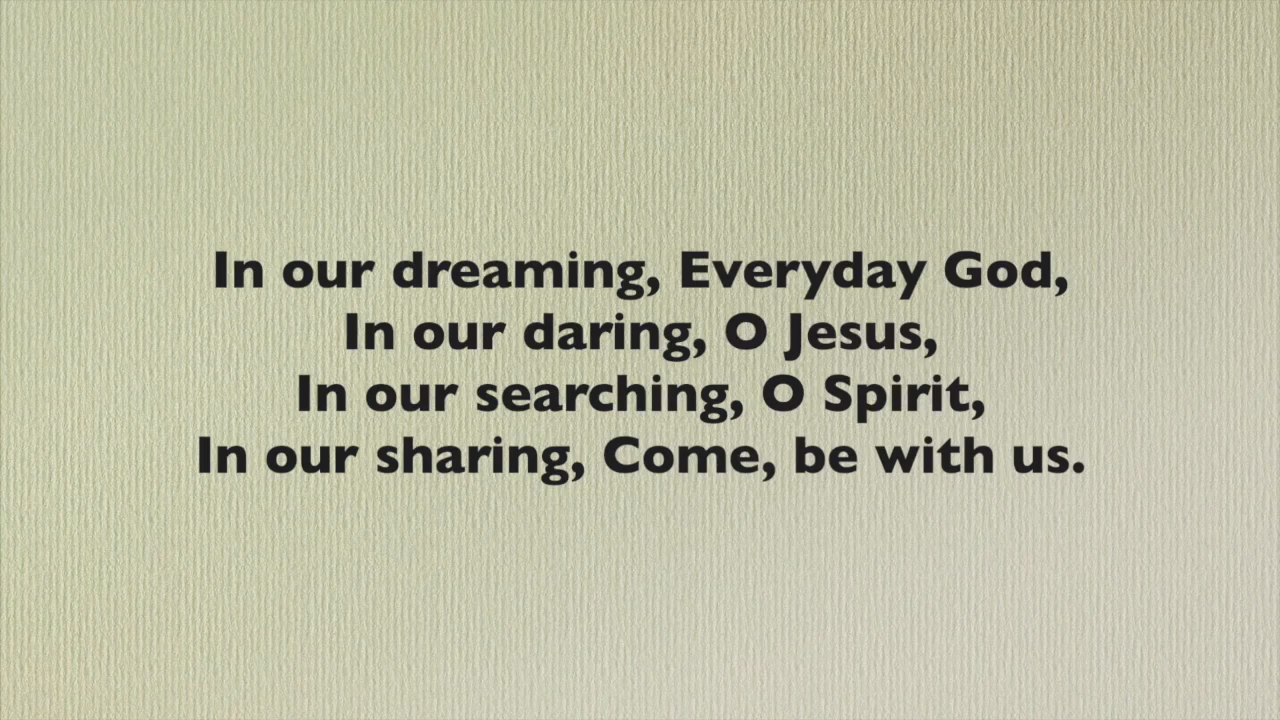 In our dreaming, Everyday God,
In our daring, O Jesus,
In our searching, O Spirit,
In our sharing, Come, be with us.